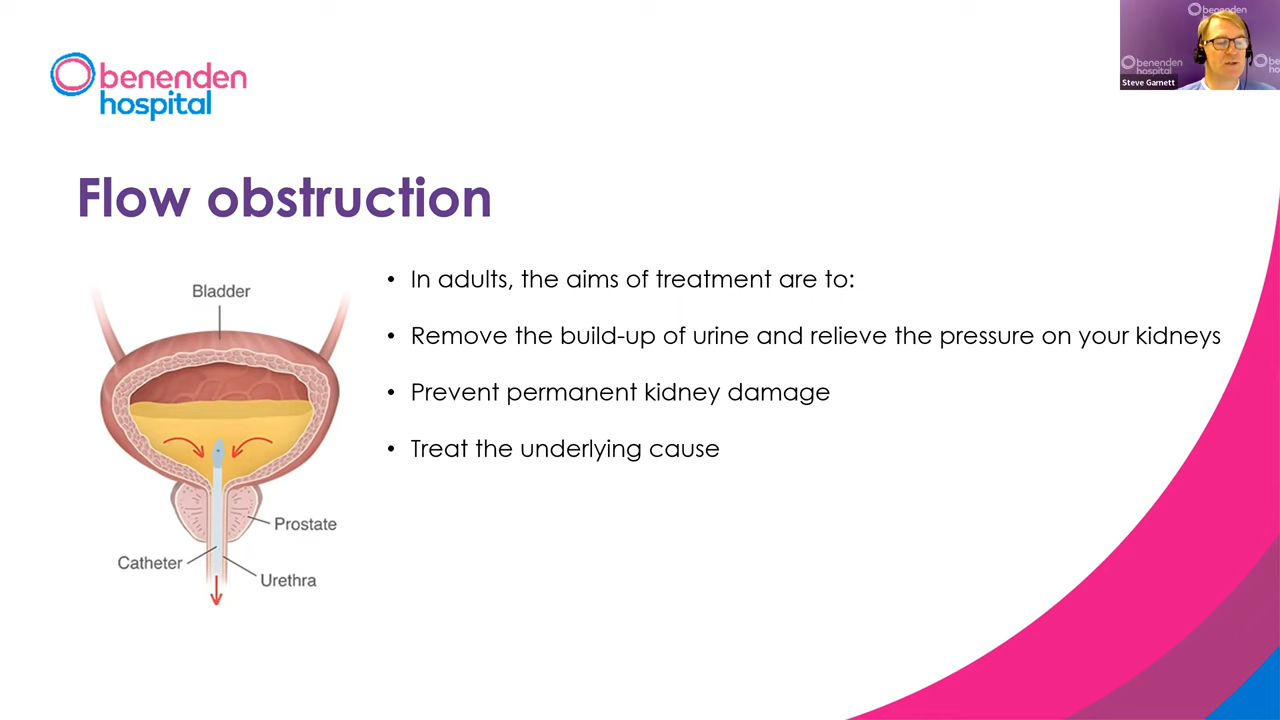 benenden
hospital
benenden
benenden
hospital
Steve Garnett
Flow obstruction
• In adults, the aims of treatment are to:
• Remove the build-up of urine and relieve the pressure on your kidneys
• Prevent permanent kidney damage
• Treat the underlying cause
Bladder
Prostate
Catheter
Urethra